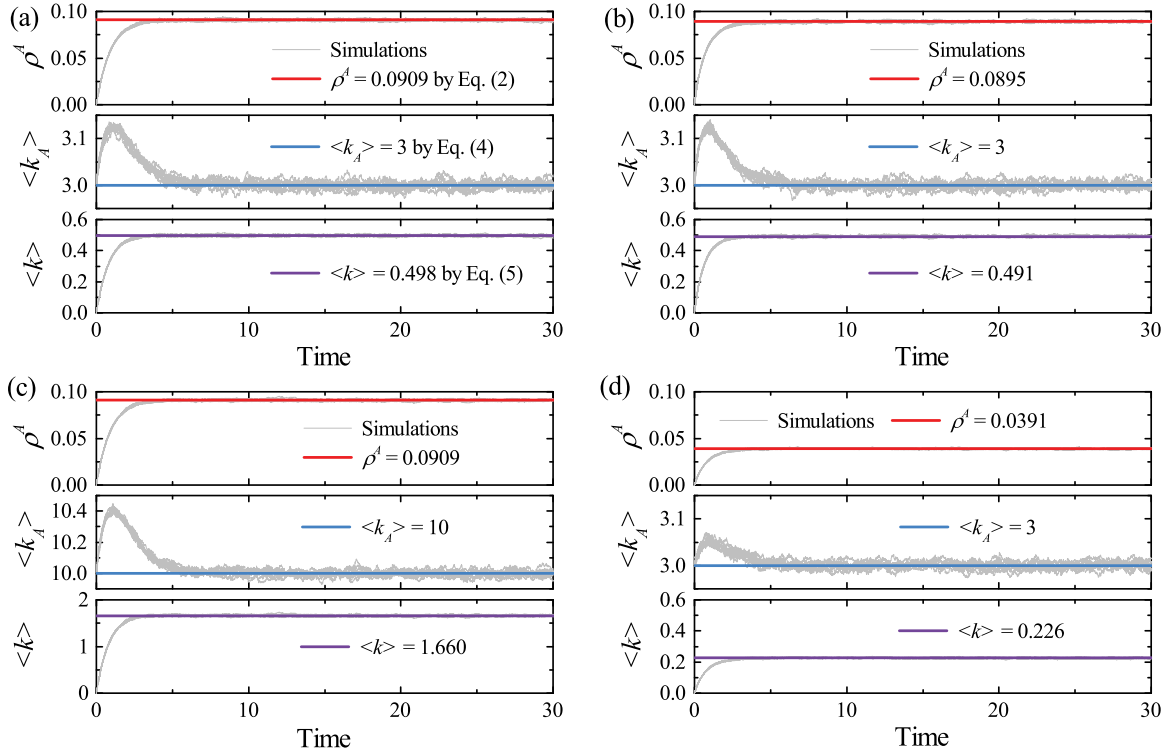 (a)
0.10
0.05
0.00
ρ^A
Simulations
ρ^A = 0.0909 by Eq. (2)
3.1
3.0
<k_A>
<k_A> = 3 by Eq. (4)
0.6
0.4
0.2
0.0
<k>
<k> = 0.498 by Eq. (5)
0 10 20 30
Time
(b)
0.10
0.05
0.00
ρ^A
Simulations
ρ^A = 0.0895
3.1
3.0
<k_A>
<k_A> = 3
0.6
0.4
0.2
0.0
<k>
<k> = 0.491
0 10 20 30
Time
(c)
0.10
0.05
0.00
ρ^A
Simulations
ρ^A = 0.0909
10.4
10.2
10.0
<k_A>
<k_A> = 10
2
1
0
<k>
<k> = 1.660
0 10 20 30
Time
(d)
0.10
0.05
0.00
ρ^A
Simulations ρ^A = 0.0391
3.1
3.0
<k_A>
<k_A> = 3
0.6
0.4
0.2
0.0
<k>
<k> = 0.226
0 10 20 30
Time